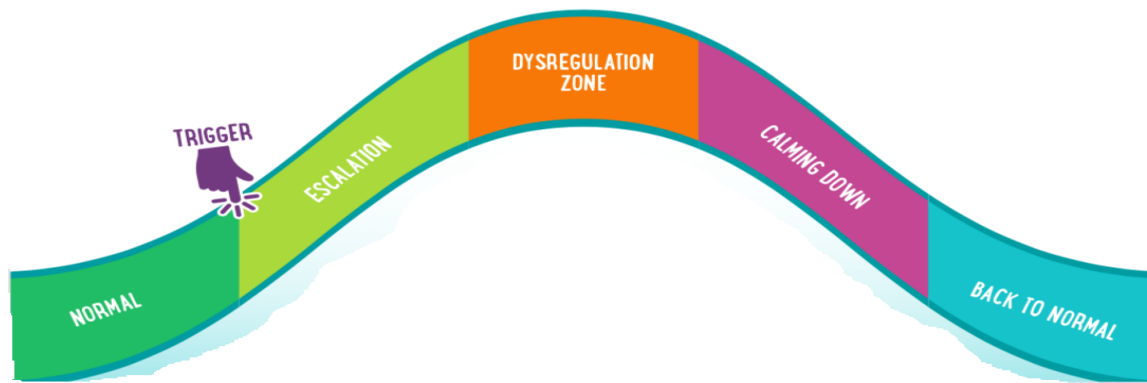 NORMAL
TRIGGER
ESCALATION
DYSREGULATION
ZONE
CALMING DOWN
BACK TO NORMAL